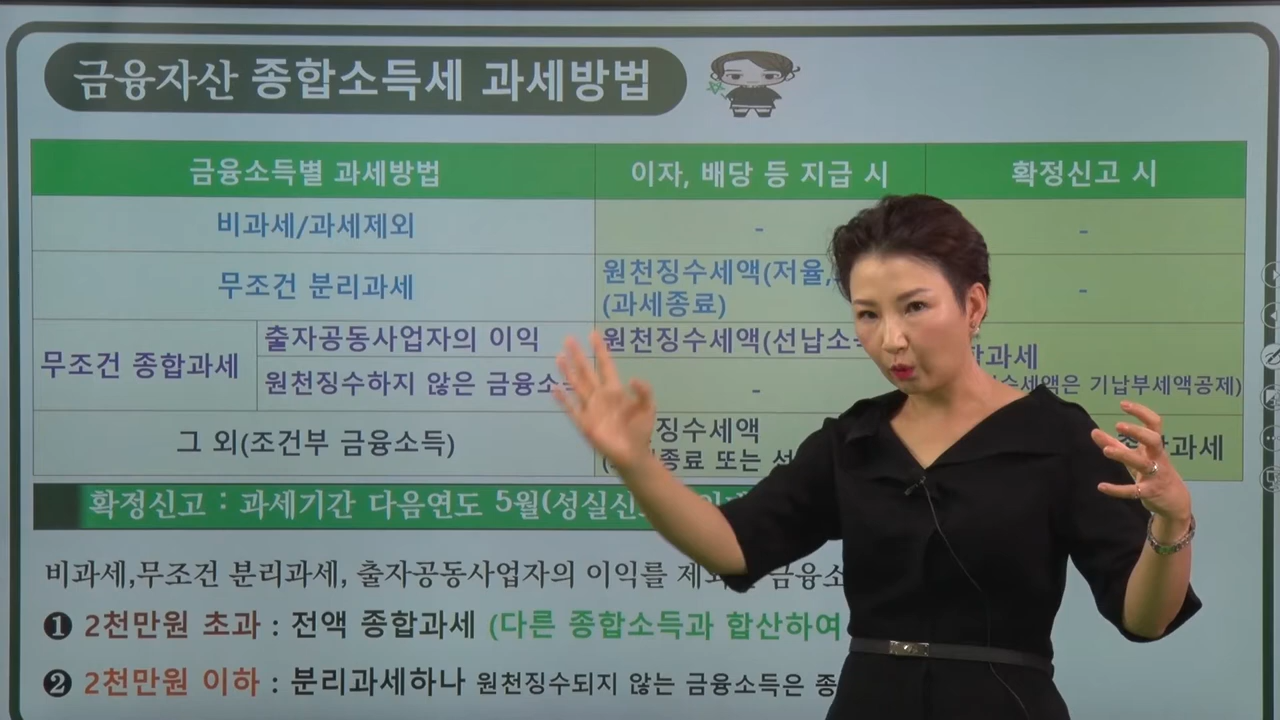 금융자산 종합소득세 과세방법
금융소득별 과세방법 이자, 배당 등 지급 시 확정신고 시
비과세/과세제외 - -
무조건 분리과세 원천징수세액(저율,
(과세종료) -
무조건 종합과세
출자공동사업자의 이익 원천징수세액(선납소
원천징수하지 않은 금융소 -
과세
기납부세액공제)
그 외(조건부 금융소득) 징수세액
종료 또는
확정신고 : 과세기간 다음연도 5월(성실신
비과세,무조건 분리과세, 출자공동사업자의 이익를
❶ 2천만원 초과 : 전액 종합과세 (다른 종합소득과 합산하여
❷ 2천만원 이하 : 분리과세하나 원천징수되지 않는 금융소득은